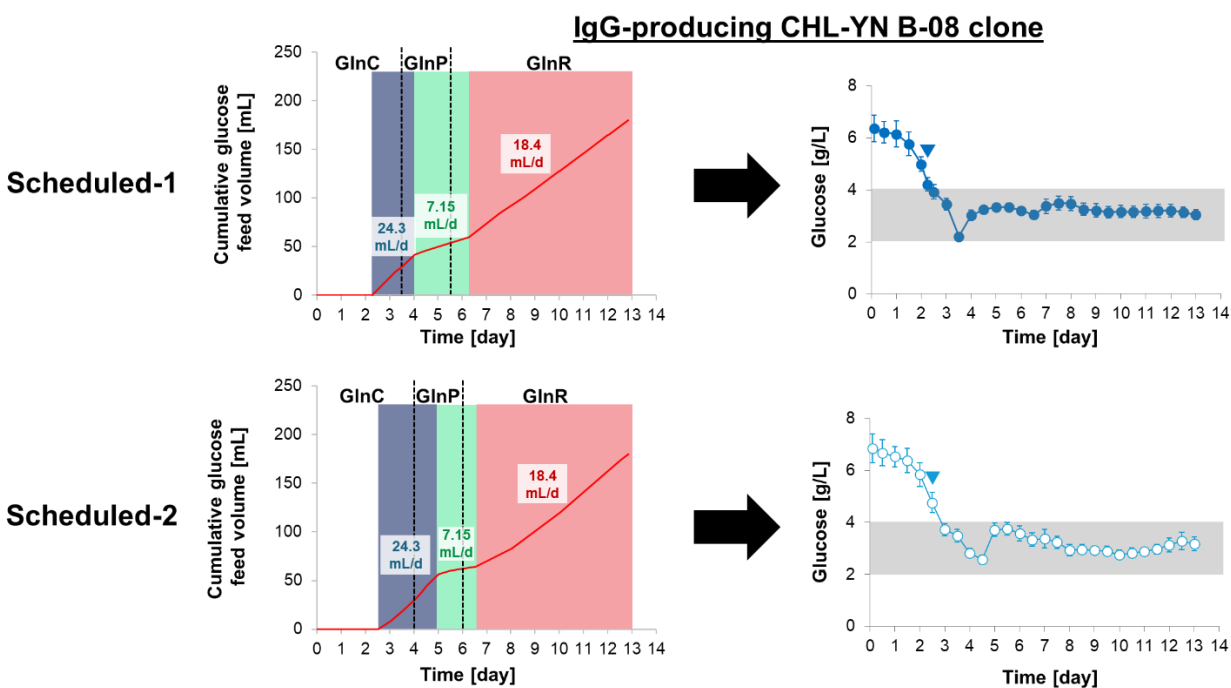 IgG-producing CHL-YN B-08 clone
Scheduled-1
Cumulative glucose
feed volume [mL]
250
200
150
100
50
0
GlnC GlnP GlnR
24.3
mL/d
7.15
mL/d
18.4
mL/d
0 1 2 3 4 5 6 7 8 9 10 11 12 13 14
Time [day]
Glucose [g/L]
8
6
4
2
0
0 1 2 3 4 5 6 7 8 9 10 11 12 13 14
Time [day]
Scheduled-2
Cumulative glucose
feed volume [mL]
250
200
150
100
50
0
GlnC GlnP GlnR
24.3
mL/d
7.15
mL/d
18.4
mL/d
0 1 2 3 4 5 6 7 8 9 10 11 12 13 14
Time [day]
Glucose [g/L]
8
6
4
2
0
0 1 2 3 4 5 6 7 8 9 10 11 12 13 14
Time [day]